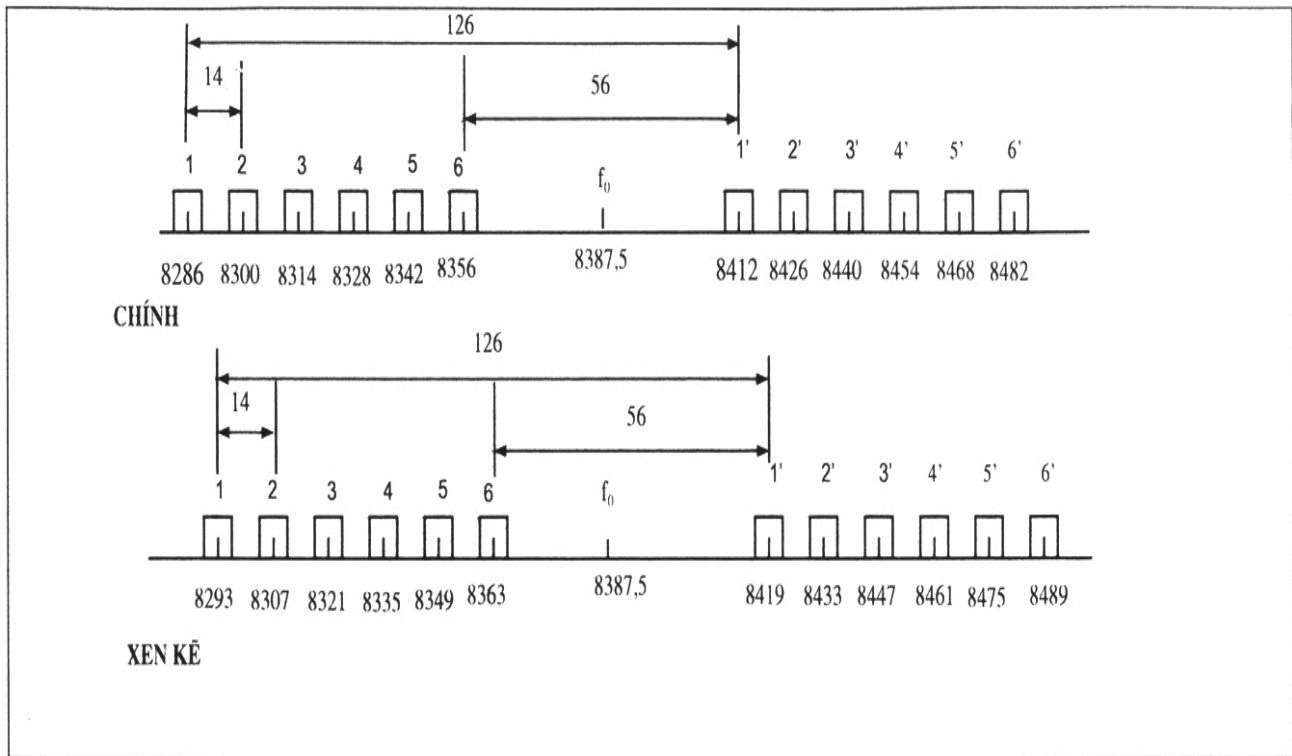 126
14
56
1 2 3 4 5 6 f₀ 1' 2' 3' 4' 5' 6'
8286 8300 8314 8328 8342 8356 8387,5 8412 8426 8440 8454 8468 8482
CHÍNH
126
14
56
1 2 3 4 5 6 f₀ 1' 2' 3' 4' 5' 6'
8293 8307 8321 8335 8349 8363 8387,5 8419 8433 8447 8461 8475 8489
XEN KẼ